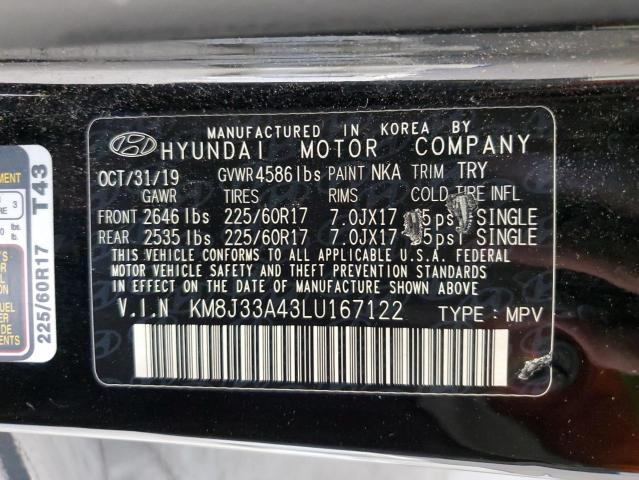 MANUFACTURED IN KOREA BY
HYUNDAI MOTOR COMPANY
OCT/31/19 GVWR 4586 lbs PAINT NKA TRIM TRY
GAWR TIRES RIMS COLD TIRE INFL
FRONT 2646 lbs 225/60R17 7.0JX17 SINGLE
REAR 2535 lbs 225/60R17 7.0JX17 SINGLE
THIS VEHICLE CONFORMS TO ALL APPLICABLE U.S.A. FEDERAL
MOTOR VEHICLE SAFETY AND THEFT PREVENTION STANDARDS IN
EFFECT ON THE DATE OF MANUFACTURE SHOWN ABOVE.
V.I.N KM8J33A43LU167122 TYPE : MPV
225/60R17 T43
3